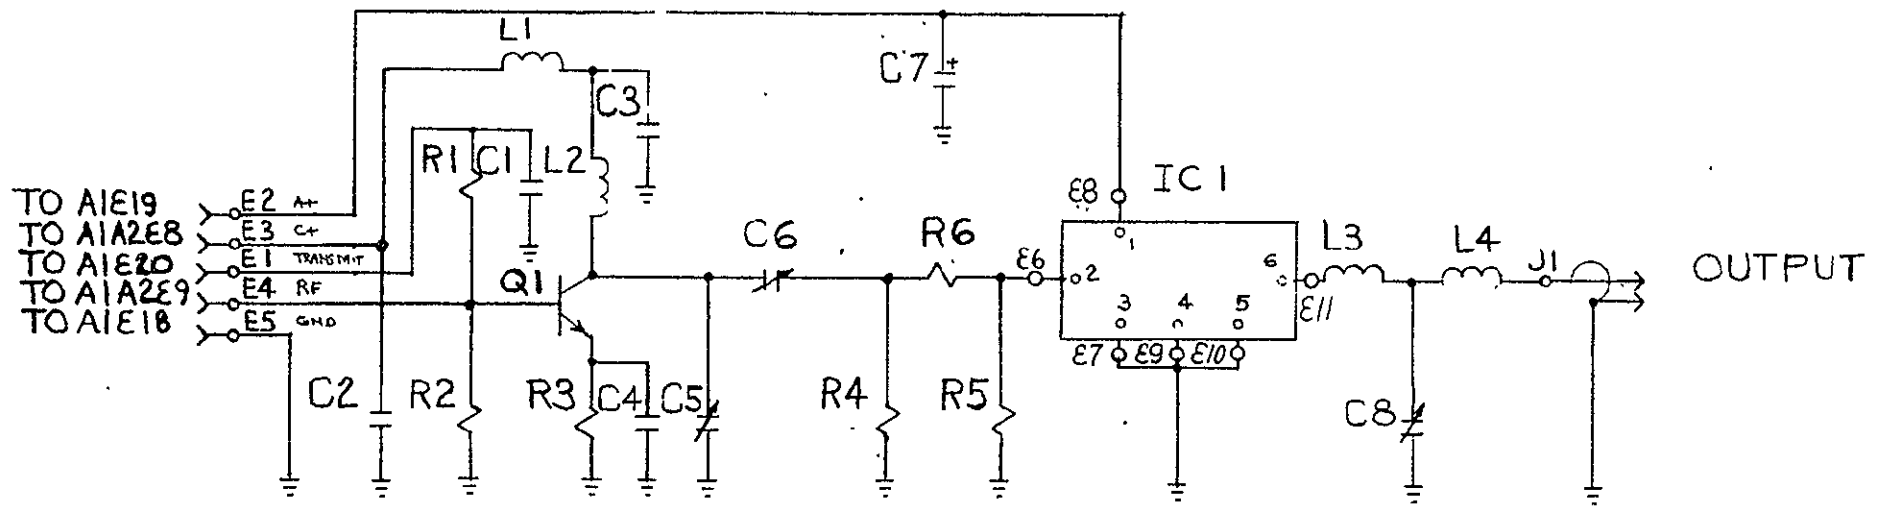 L1
C7
+
C3
R1
C1
L2
IC1
E8
TO A1E19
E2 A+
TO A1A2E8
E3 C+
TO A1E20
E1 TRANSMIT
TO A1A2E9
E4 RF
TO A1E18
E5 GND
Q1
C6
R6
E6
1
2
6
3 4 5
E7 E9 E10
E11
L3
L4
J1
OUTPUT
C2
R2
R3
C4
C5
R4
R5
C8